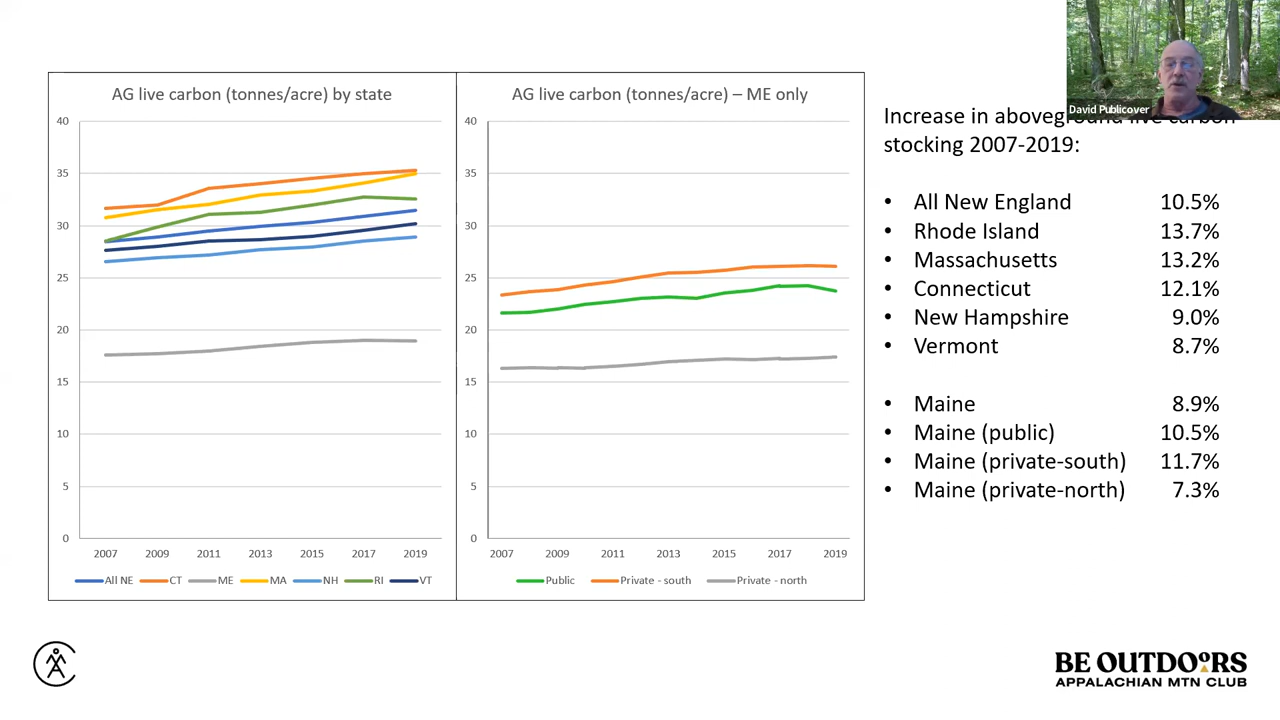 AG live carbon (tonnes/acre) by state
40
35
30
25
20
15
10
5
0
2007 2009 2011 2013 2015 2017 2019
All NE CT ME MA NH RI VT
AG live carbon (tonnes/acre) – ME only
40
35
30
25
20
15
10
5
0
2007 2009 2011 2013 2015 2017 2019
Public Private - south Private - north
David Publicover
Increase in aboveground live carbon
stocking 2007-2019:
• All New England 10.5%
• Rhode Island 13.7%
• Massachusetts 13.2%
• Connecticut 12.1%
• New Hampshire 9.0%
• Vermont 8.7%
• Maine 8.9%
• Maine (public) 10.5%
• Maine (private-south) 11.7%
• Maine (private-north) 7.3%
BE OUTDOORS
APPALACHIAN MTN CLUB